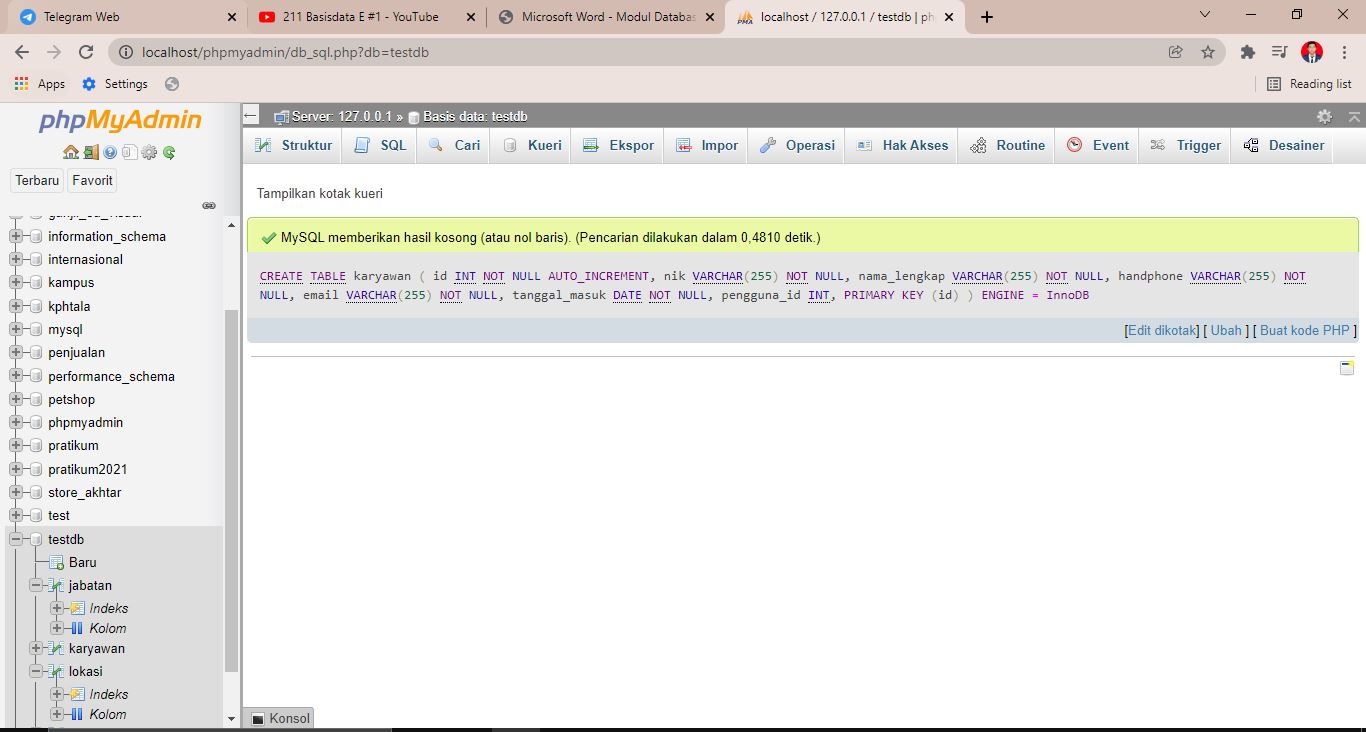 Telegram Web
211 Basisdata E #1 - YouTube
Microsoft Word - Modul Databas
localhost / 127.0.0.1 / testdb | ph
localhost/phpmyadmin/db_sql.php?db=testdb
Apps
Settings
Reading list
phpMyAdmin
Terbaru
Favorit
information_schema
internasional
kampus
kphtala
mysql
penjualan
performance_schema
petshop
phpmyadmin
pratikum
pratikum2021
store_akhtar
test
testdb
Baru
jabatan
Indeks
Kolom
karyawan
lokasi
Indeks
Kolom
Server: 127.0.0.1 » Basis data: testdb
Struktur
SQL
Cari
Kueri
Ekspor
Impor
Operasi
Hak Akses
Routine
Event
Trigger
Desainer
Tampilkan kotak kueri
MySQL memberikan hasil kosong (atau nol baris). (Pencarian dilakukan dalam 0,4810 detik.)
CREATE TABLE karyawan ( id INT NOT NULL AUTO_INCREMENT, nik VARCHAR(255) NOT NULL, nama_lengkap VARCHAR(255) NOT NULL, handphone VARCHAR(255) NOT
NULL, email VARCHAR(255) NOT NULL, tanggal_masuk DATE NOT NULL, pengguna_id INT, PRIMARY KEY (id) ) ENGINE = InnoDB
[Edit dikotak] [ Ubah ] [ Buat kode PHP ]
Konsol